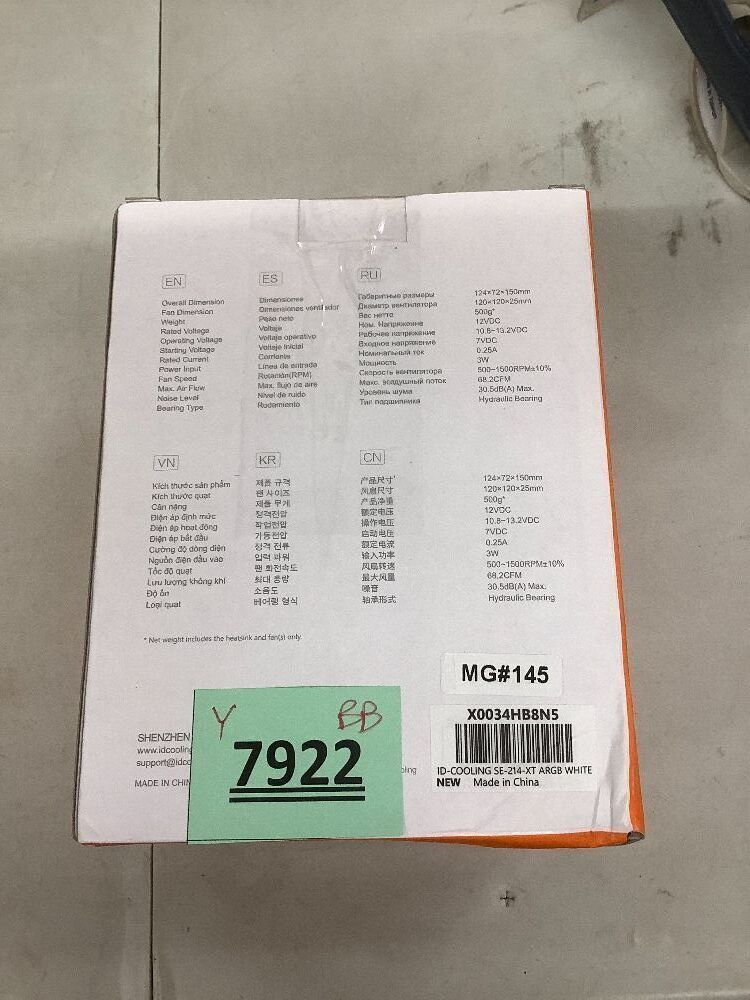 EN
Overall Dimension
Fan Dimension
Weight
Rated Voltage
Operating Voltage
Starting Voltage
Rated Current
Power Input
Fan Speed
Max. Air Flow
Noise Level
Bearing Type
ES
Dimensiones
Dimensiones ventilador
Peso neto
Voltaje
Voltaje operativo
Voltaje inicial
Corriente
Línea de entrada
Rotación(RPM)
Max. flujo de aire
Nivel de ruido
Rodamiento
RU
Габаритные размеры
Диаметр вентилятора
Вес нетто
Ном. Напряжение
Рабочее напряжение
Входное напряжение
Номинальный ток
Мощность
Скорость вентилятора
Макс. воздушный поток
Уровень шума
Тип подшипника
124×72×150mm
120×120×25mm
500g*
12VDC
10.8~13.2VDC
7VDC
0.25A
3W
500~1500RPM±10%
68.2CFM
30.5dB(A) Max.
Hydraulic Bearing
VN
Kích thước sản phẩm
Kích thước quạt
Cân nặng
Điện áp định mức
Điện áp hoạt động
Điện áp bắt đầu
Cường độ dòng điện
Nguồn điện đầu vào
Tốc độ quạt
Lưu lượng không khí
Độ ồn
Loại quạt
KR
제품 규격
팬 사이즈
제품 무게
정격전압
작업전압
가동전압
정격 전류
입력 파워
팬 회전속도
최대 풍량
소음도
베어링 형식
CN
产品尺寸
风扇尺寸
产品净重
额定电压
操作电压
启动电压
额定电流
输入功率
风扇转速
最大风量
噪音
轴承形式
124×72×150mm
120×120×25mm
500g*
12VDC
10.8~13.2VDC
7VDC
0.25A
3W
500~1500RPM±10%
68.2CFM
30.5dB(A) Max.
Hydraulic Bearing
* Net weight includes the heatsink and fan(s) only.
MG#145
X0034HB8N5
ID-COOLING SE-214-XT ARGB WHITE
NEW Made in China
SHENZHEN
www.idcooling
support@idco
MADE IN CHIN
Y BB
7922